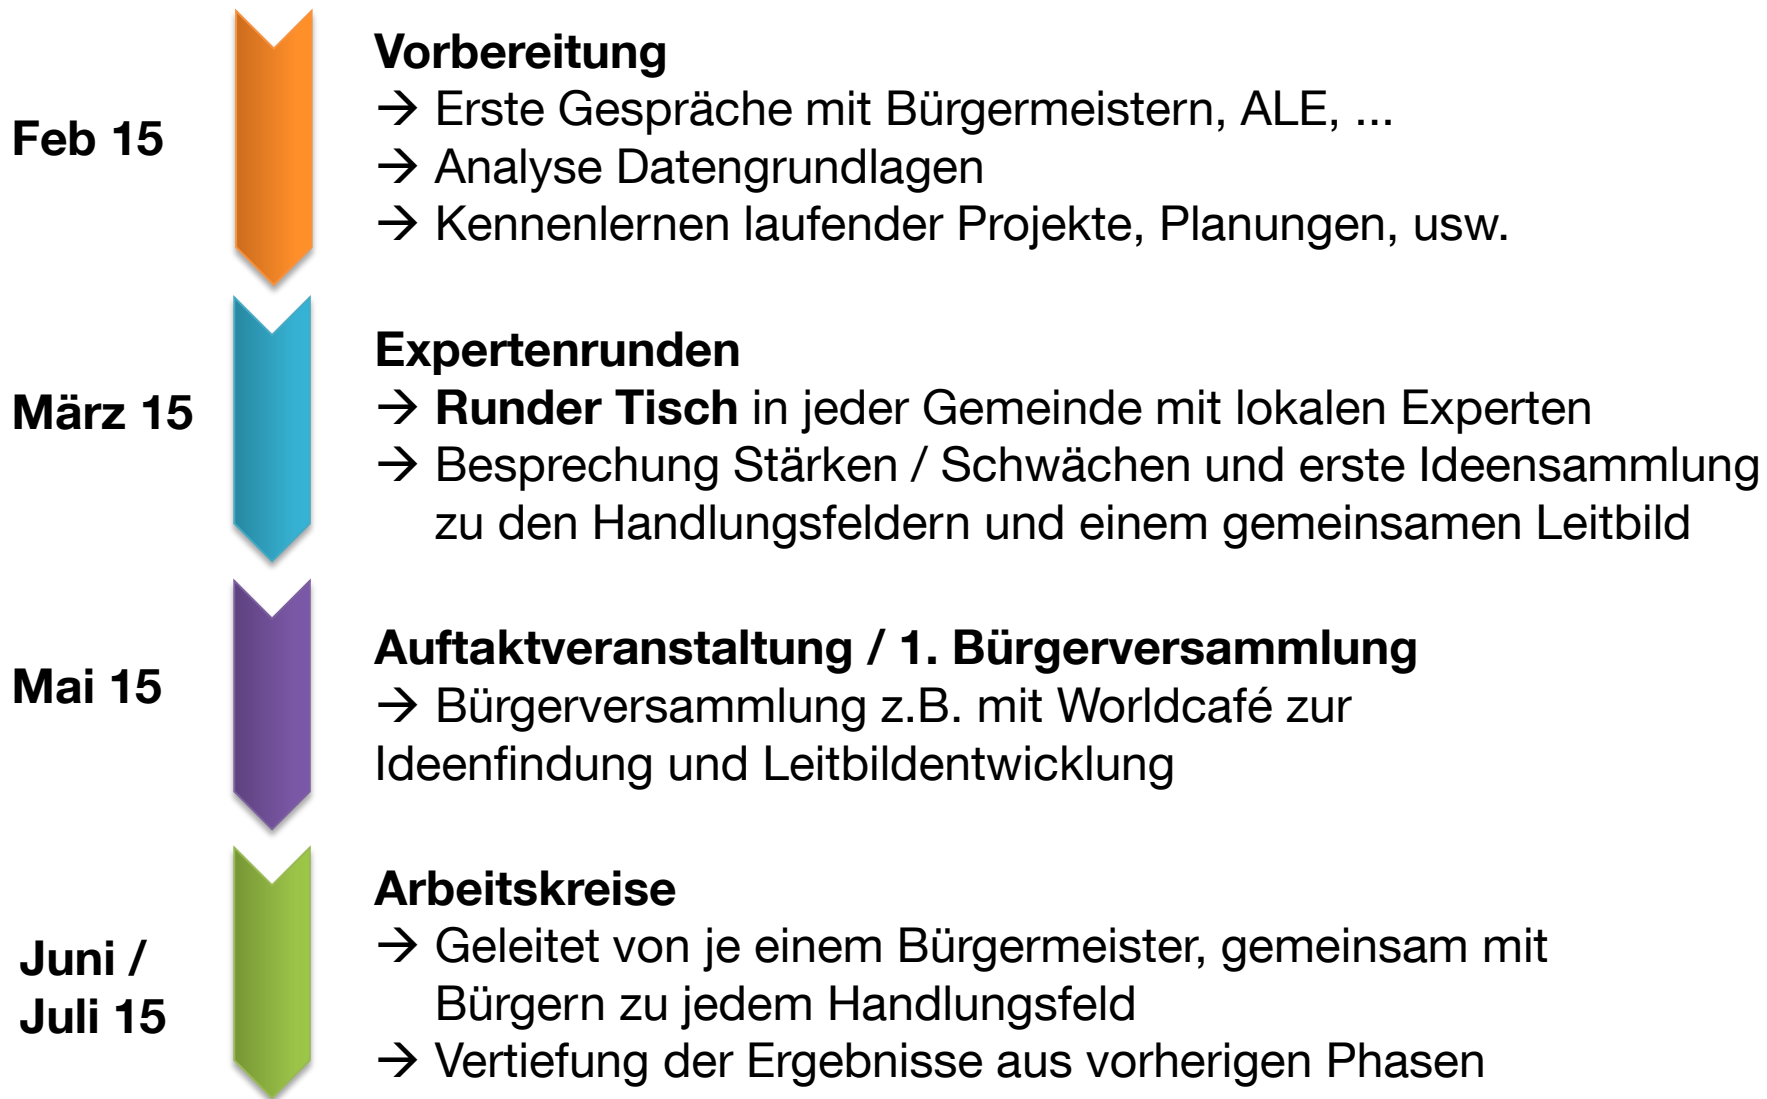 Feb 15
Vorbereitung
→ Erste Gespräche mit Bürgermeistern, ALE, ...
→ Analyse Datengrundlagen
→ Kennenlernen laufender Projekte, Planungen, usw.
März 15
Expertenrunden
→ Runder Tisch in jeder Gemeinde mit lokalen Experten
→ Besprechung Stärken / Schwächen und erste Ideensammlung
zu den Handlungsfeldern und einem gemeinsamen Leitbild
Mai 15
Auftaktveranstaltung / 1. Bürgerversammlung
→ Bürgerversammlung z.B. mit Worldcafé zur
Ideenfindung und Leitbildentwicklung
Juni /
Juli 15
Arbeitskreise
→ Geleitet von je einem Bürgermeister, gemeinsam mit
Bürgern zu jedem Handlungsfeld
→ Vertiefung der Ergebnisse aus vorherigen Phasen